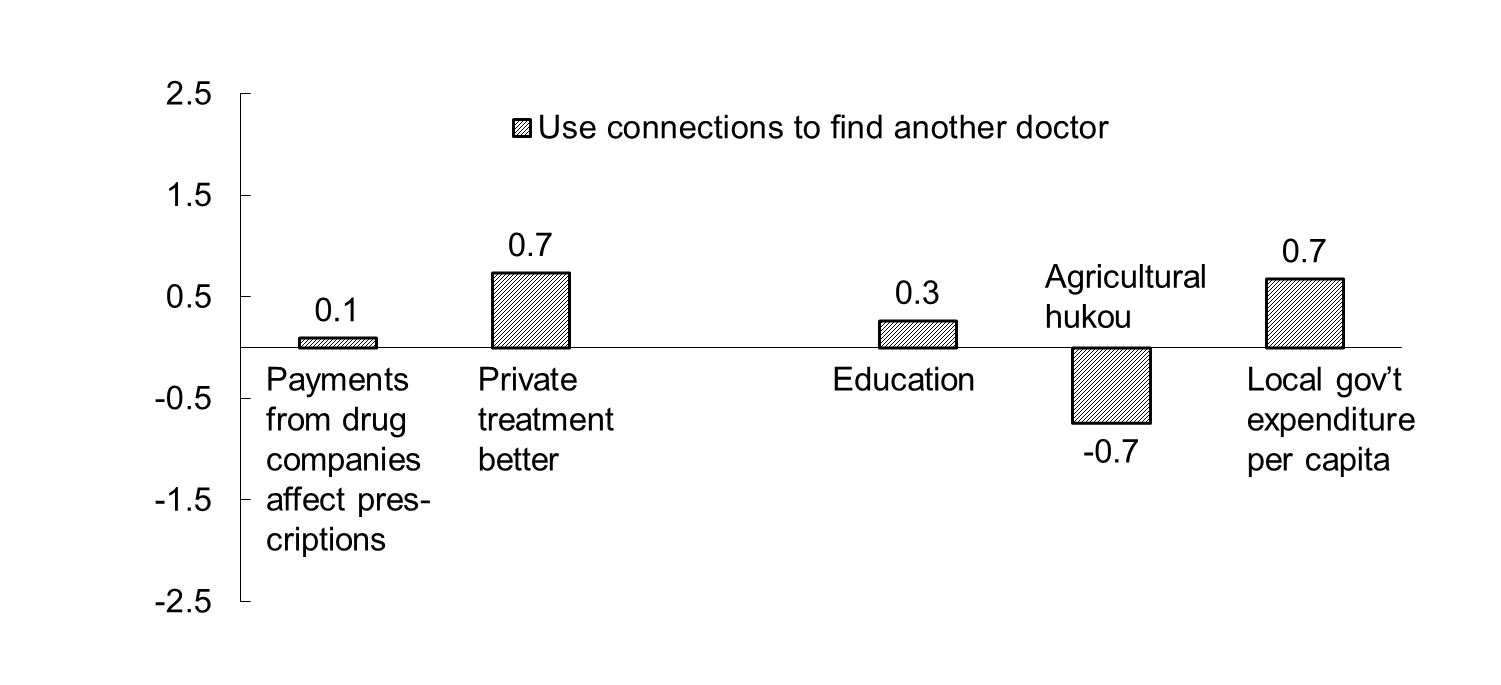 2.5
Use connections to find another doctor
1.5
0.7
0.7
Agricultural
hukou
0.5
0.1
0.3
Payments
from drug
companies
affect pres-
criptions
Private
treatment
better
Education
Local gov’t
expenditure
per capita
-0.5
-0.7
-1.5
-2.5